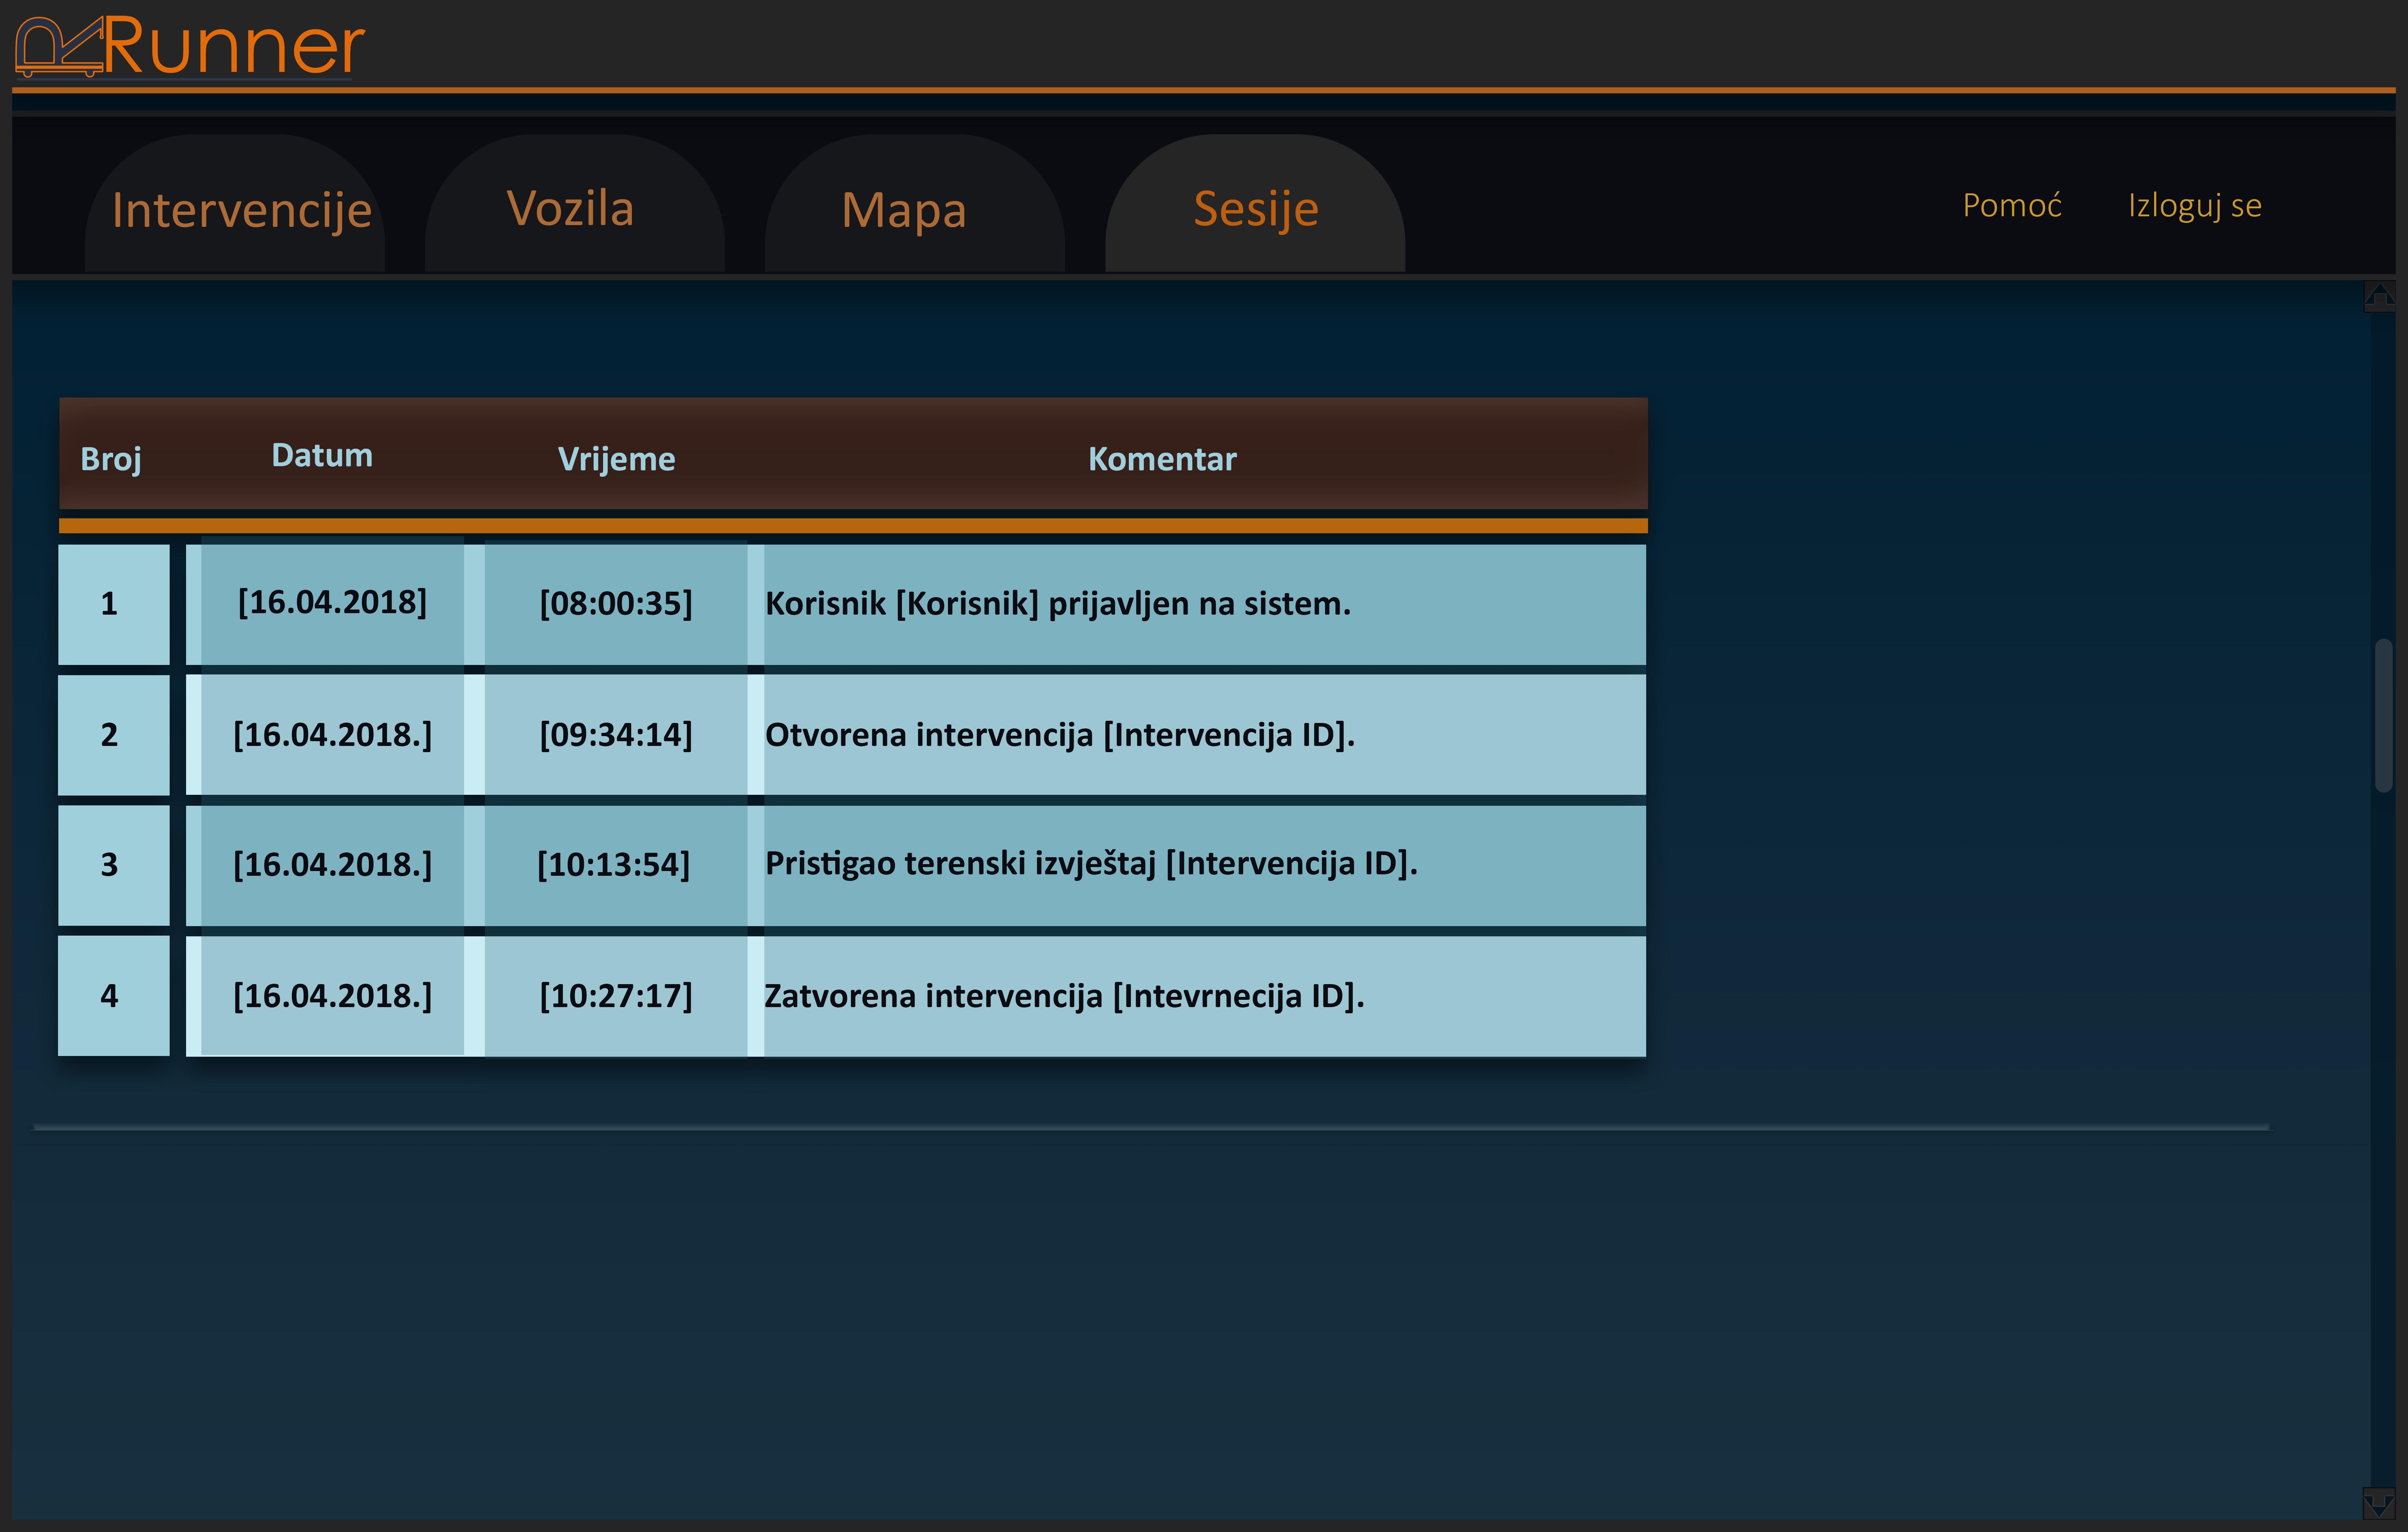 Runner
Intervencije Vozila Mapa Sesije Pomoć Izloguj se
Broj Datum Vrijeme Komentar
1 [16.04.2018] [08:00:35] Korisnik [Korisnik] prijavljen na sistem.
2 [16.04.2018.] [09:34:14] Otvorena intervencija [Intervencija ID].
3 [16.04.2018.] [10:13:54] Pristigao terenski izvještaj [Intervencija ID].
4 [16.04.2018.] [10:27:17] Zatvorena intervencija [Intevrnecija ID].